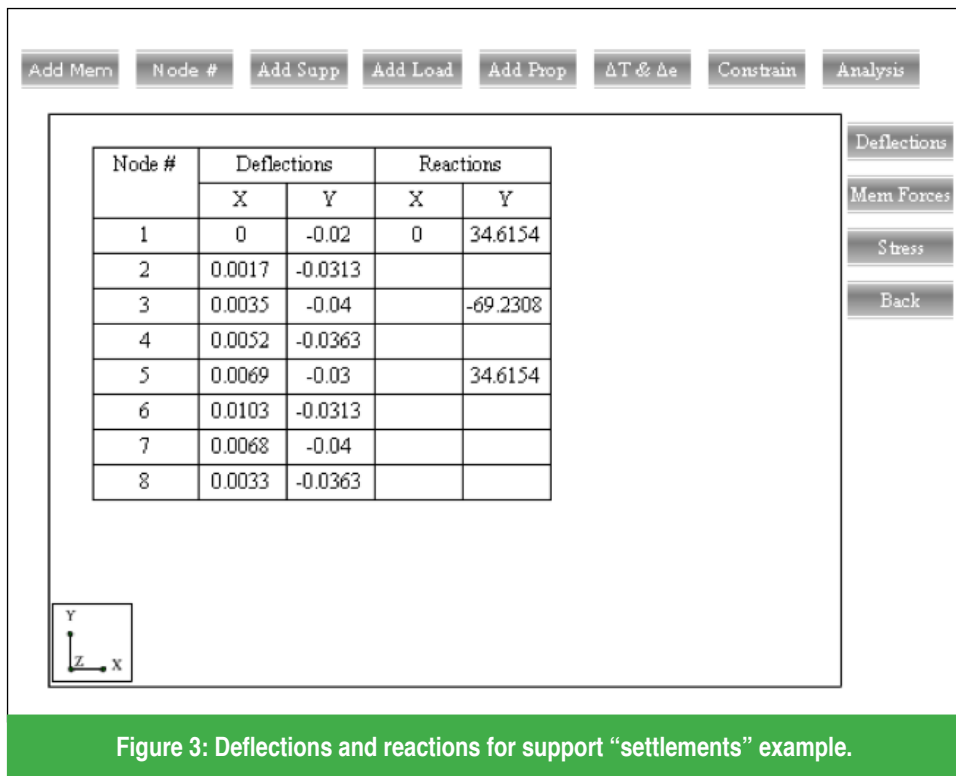 Add Mem Node # Add Supp Add Load Add Prop ΔT & Δe Constrain Analysis
Deflections
Mem Forces
Stress
Back
Node # Deflections Reactions
X Y X Y
1 0 -0.02 0 34.6154
2 0.0017 -0.0313
3 0.0035 -0.04 -69.2308
4 0.0052 -0.0363
5 0.0069 -0.03 34.6154
6 0.0103 -0.0313
7 0.0068 -0.04
8 0.0033 -0.0363
Y
Z X
Figure 3: Deflections and reactions for support “settlements” example.